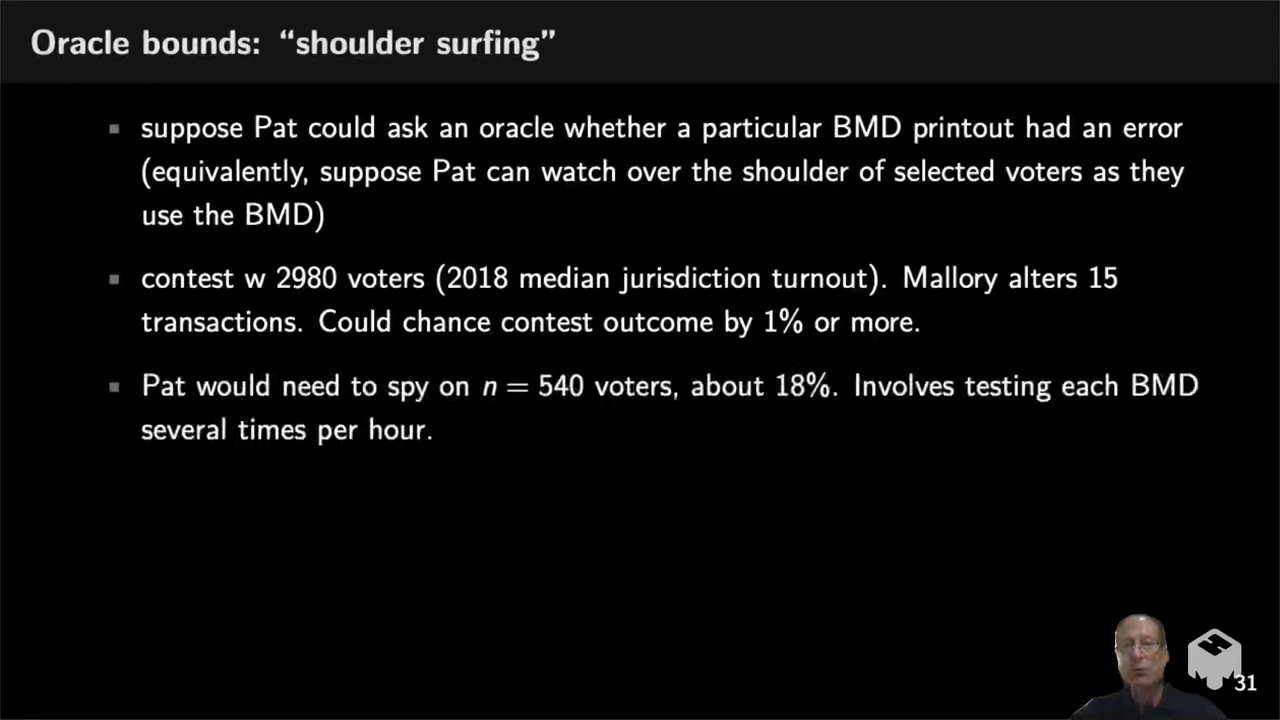 Oracle bounds: “shoulder surfing”
suppose Pat could ask an oracle whether a particular BMD printout had an error
(equivalently, suppose Pat can watch over the shoulder of selected voters as they
use the BMD)
contest w 2980 voters (2018 median jurisdiction turnout). Mallory alters 15
transactions. Could chance contest outcome by 1% or more.
Pat would need to spy on n = 540 voters, about 18%. Involves testing each BMD
several times per hour.
31